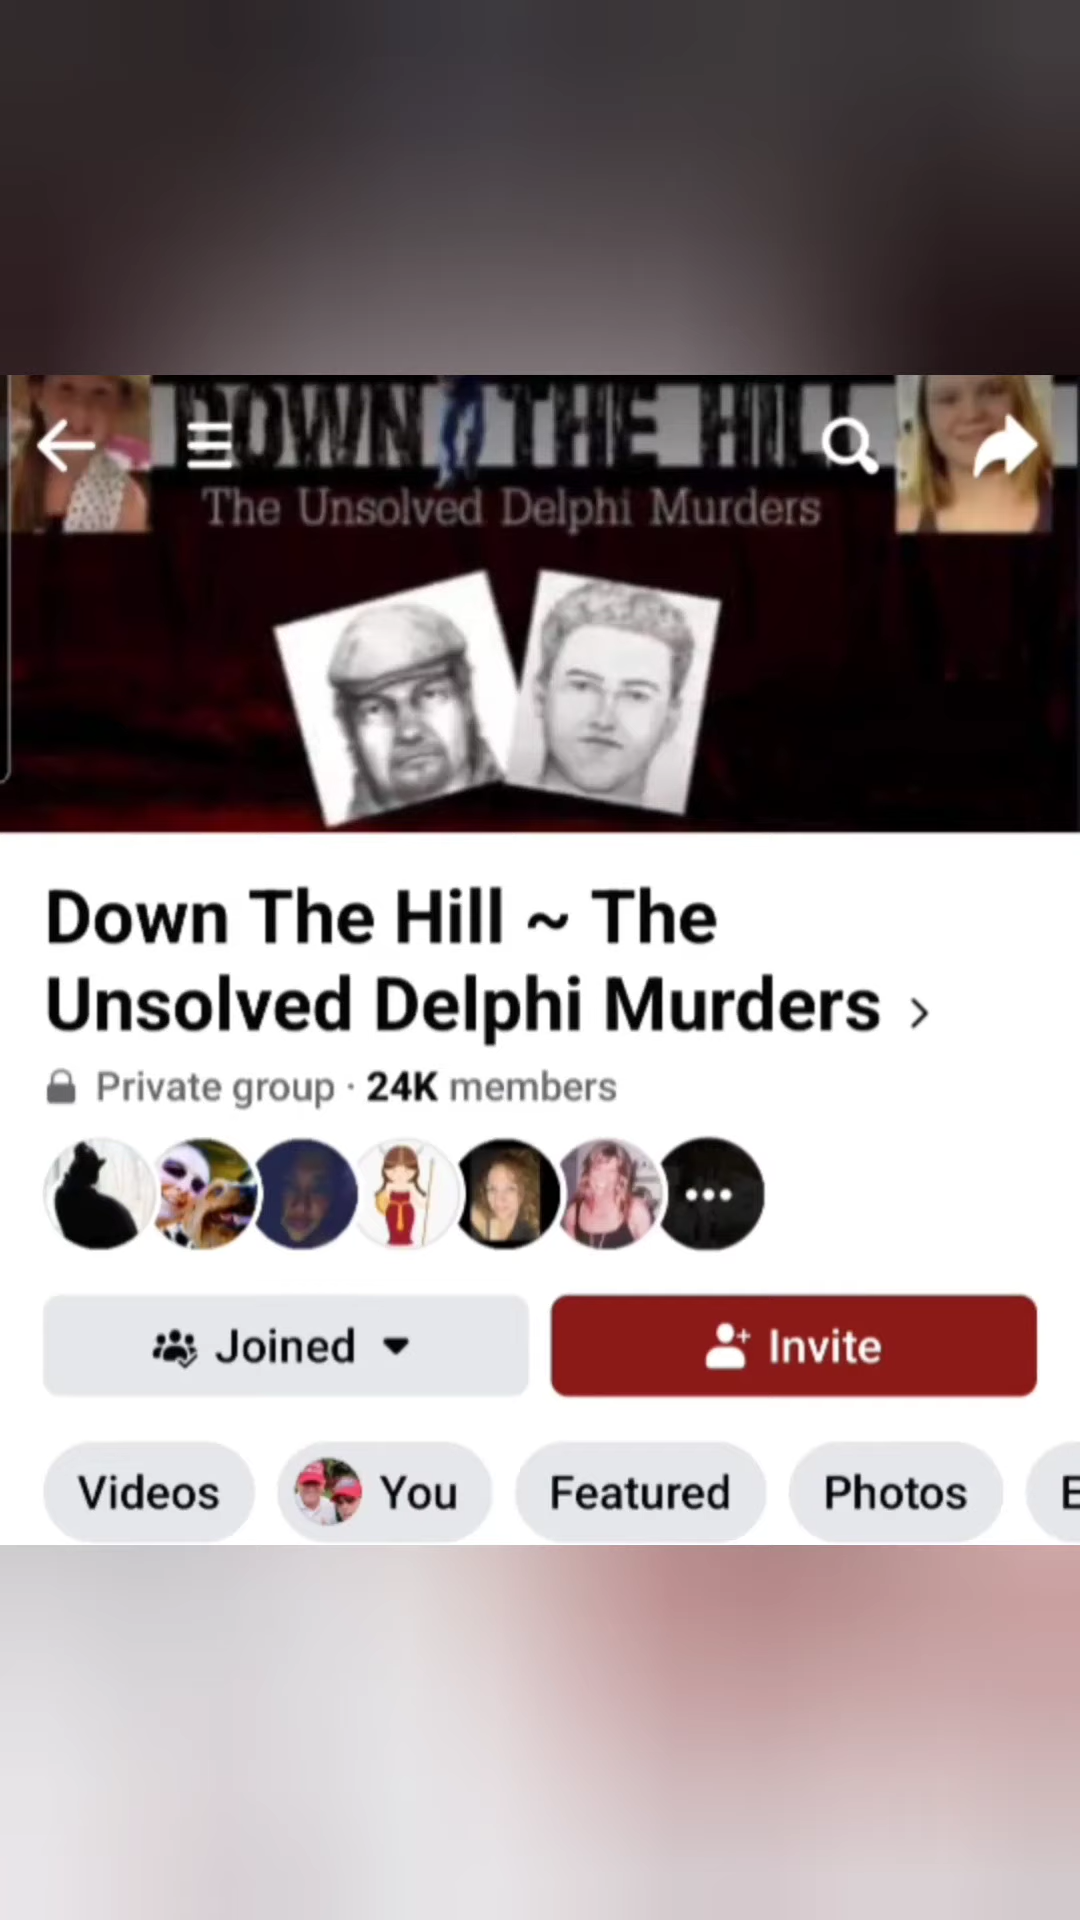 DOWN THE HILL
The Unsolved Delphi Murders
Down The Hill ~ The
Unsolved Delphi Murders >
Private group · 24K members
Joined
Invite
Videos
You
Featured
Photos
E